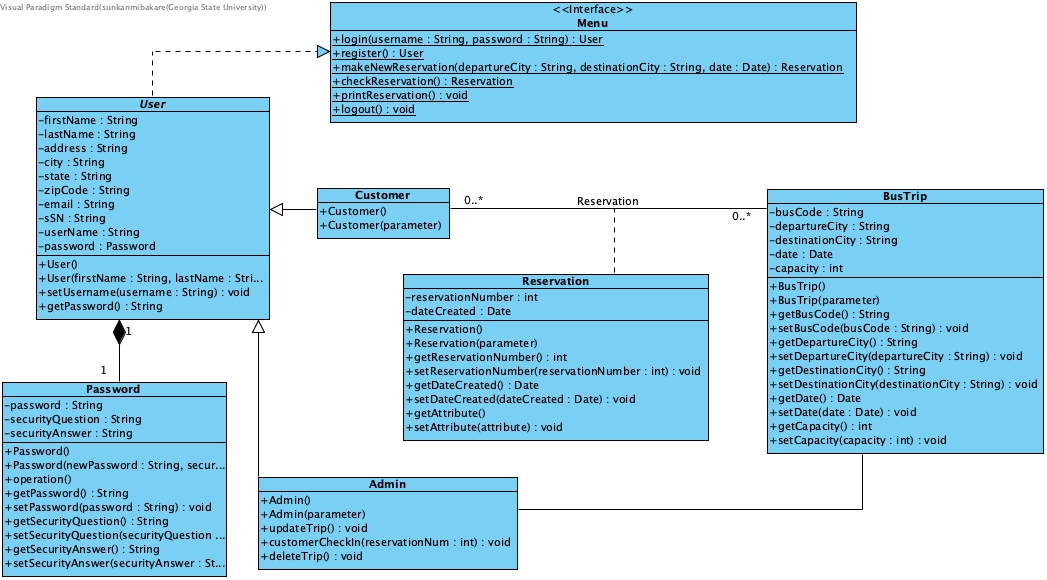 Visual Paradigm Standard(sunkanmibakare(Georgia State University))
<<Interface>>
Menu
+login(username : String, password : String) : User
+register() : User
+makeNewReservation(departureCity : String, destinationCity : String, date : Date) : Reservation
+checkReservation() : Reservation
+printReservation() : void
+logout() : void
User
-firstName : String
-lastName : String
-address : String
-city : String
-state : String
-zipCode : String
-email : String
-sSN : String
-userName : String
-password : Password
+User()
+User(firstName : String, lastName : Stri...
+setUsername(username : String) : void
+getPassword() : String
Customer
+Customer()
+Customer(parameter)
0..*
Reservation
0..*
BusTrip
-busCode : String
-departureCity : String
-destinationCity : String
-date : Date
-capacity : int
+BusTrip()
+BusTrip(parameter)
+getBusCode() : String
+setBusCode(busCode : String) : void
+getDepartureCity() : String
+setDepartureCity(departureCity : String) : void
+getDestinationCity() : String
+setDestinationCity(destinationCity : String) : void
+getDate() : Date
+setDate(date : Date) : void
+getCapacity() : int
+setCapacity(capacity : int) : void
Reservation
-reservationNumber : int
-dateCreated : Date
+Reservation()
+Reservation(parameter)
+getReservationNumber() : int
+setReservationNumber(reservationNumber : int) : void
+getDateCreated() : Date
+setDateCreated(dateCreated : Date) : void
+getAttribute()
+setAttribute(attribute) : void
1
1
Password
-password : String
-securityQuestion : String
-securityAnswer : String
+Password()
+Password(newPassword : String, secur...
+operation()
+getPassword() : String
+setPassword(password : String) : void
+getSecurityQuestion() : String
+setSecurityQuestion(securityQuestion ...
+getSecurityAnswer() : String
+setSecurityAnswer(securityAnswer : St...
Admin
+Admin()
+Admin(parameter)
+updateTrip() : void
+customerCheckIn(reservationNum : int) : void
+deleteTrip() : void